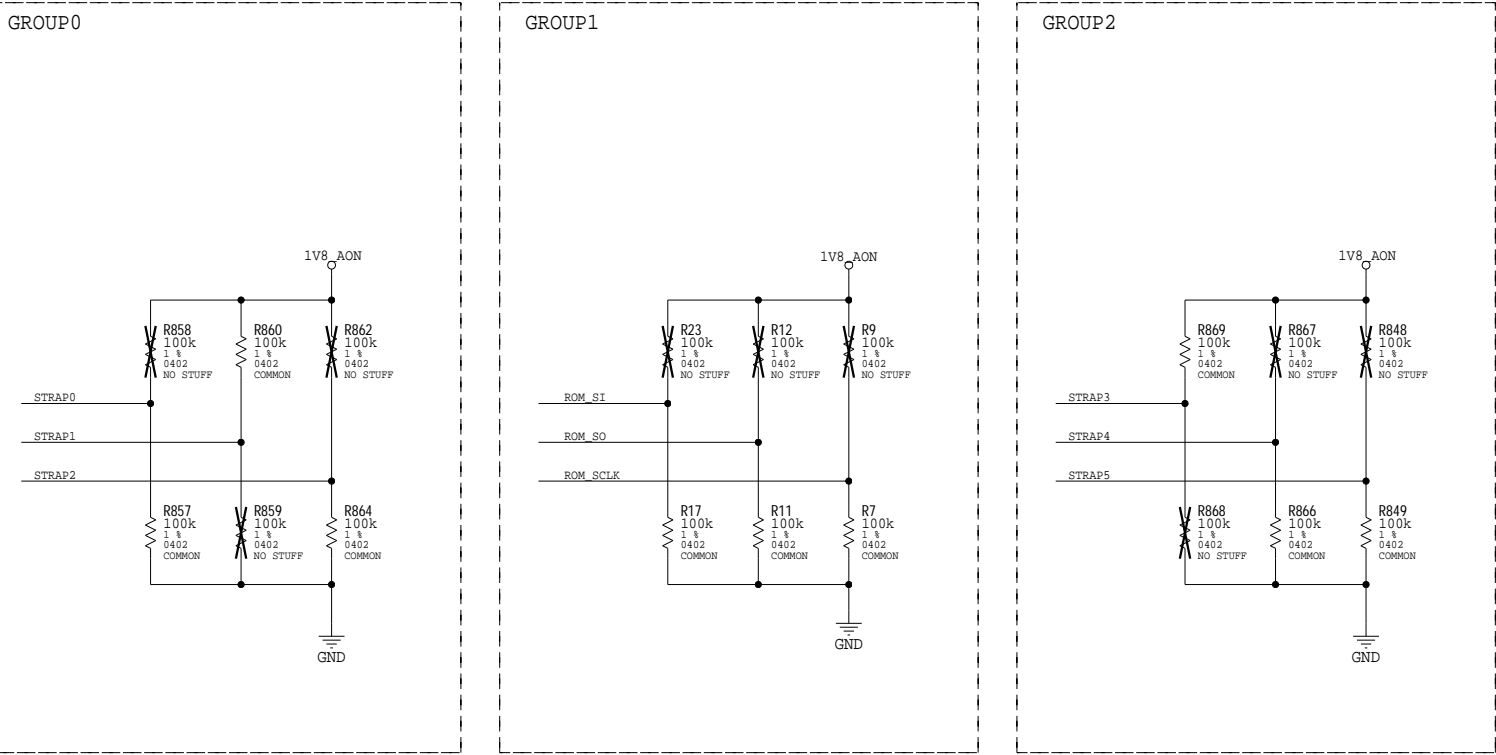 GROUP0
1V8_AON
R858
100k
1 %
0402
NO STUFF
R860
100k
1 %
0402
COMMON
R862
100k
1 %
0402
NO STUFF
STRAP0
STRAP1
STRAP2
R857
100k
1 %
0402
COMMON
R859
100k
1 %
0402
NO STUFF
R864
100k
1 %
0402
COMMON
GND
GROUP1
1V8_AON
R23
100k
1 %
0402
NO STUFF
R12
100k
1 %
0402
NO STUFF
R9
100k
1 %
0402
NO STUFF
ROM_SI
ROM_SO
ROM_SCLK
R17
100k
1 %
0402
COMMON
R11
100k
1 %
0402
COMMON
R7
100k
1 %
0402
COMMON
GND
GROUP2
1V8_AON
R869
100k
1 %
0402
COMMON
R867
100k
1 %
0402
NO STUFF
R848
100k
1 %
0402
NO STUFF
STRAP3
STRAP4
STRAP5
R868
100k
1 %
0402
NO STUFF
R866
100k
1 %
0402
COMMON
R849
100k
1 %
0402
COMMON
GND